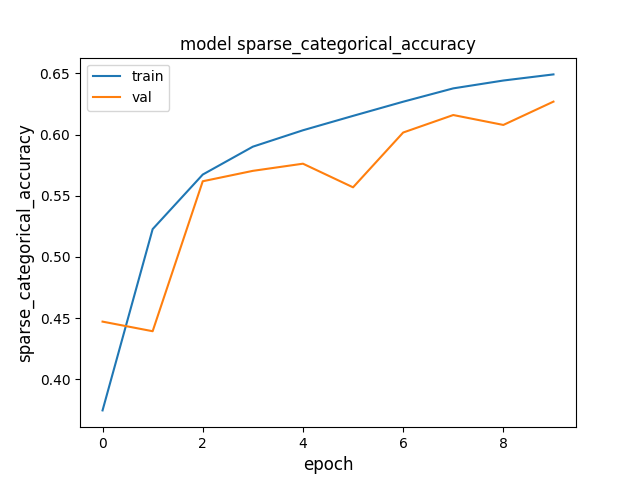 model sparse_categorical_accuracy
train
val
sparse_categorical_accuracy
0.65
0.60
0.55
0.50
0.45
0.40
0 2 4 6 8
epoch